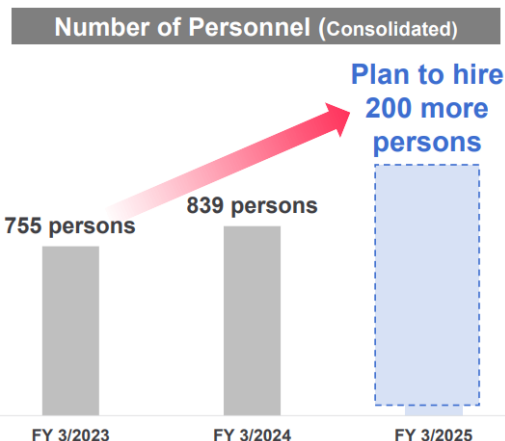 Number of Personnel (Consolidated)
Plan to hire
200 more
persons
839 persons
755 persons
FY 3/2023
FY 3/2024
FY 3/2025